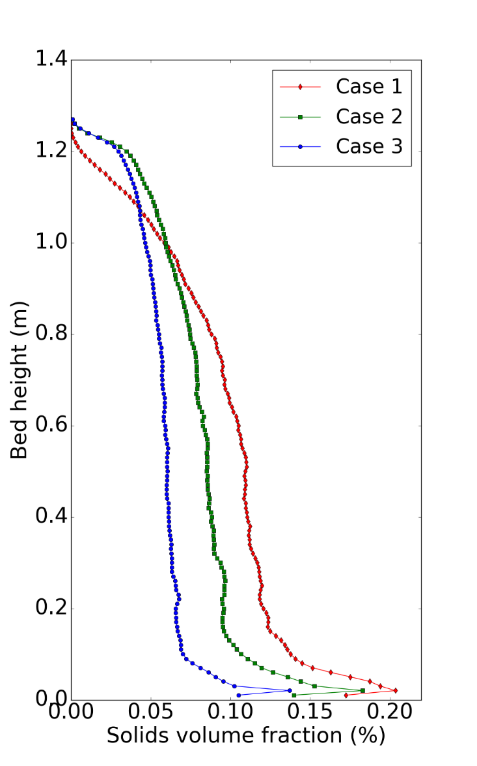 1.4
1.2
1.0
0.8
0.6
0.4
0.2
0.0
0.00 0.05 0.10 0.15 0.20
Bed height (m)
Solids volume fraction (%)
Case 1
Case 2
Case 3